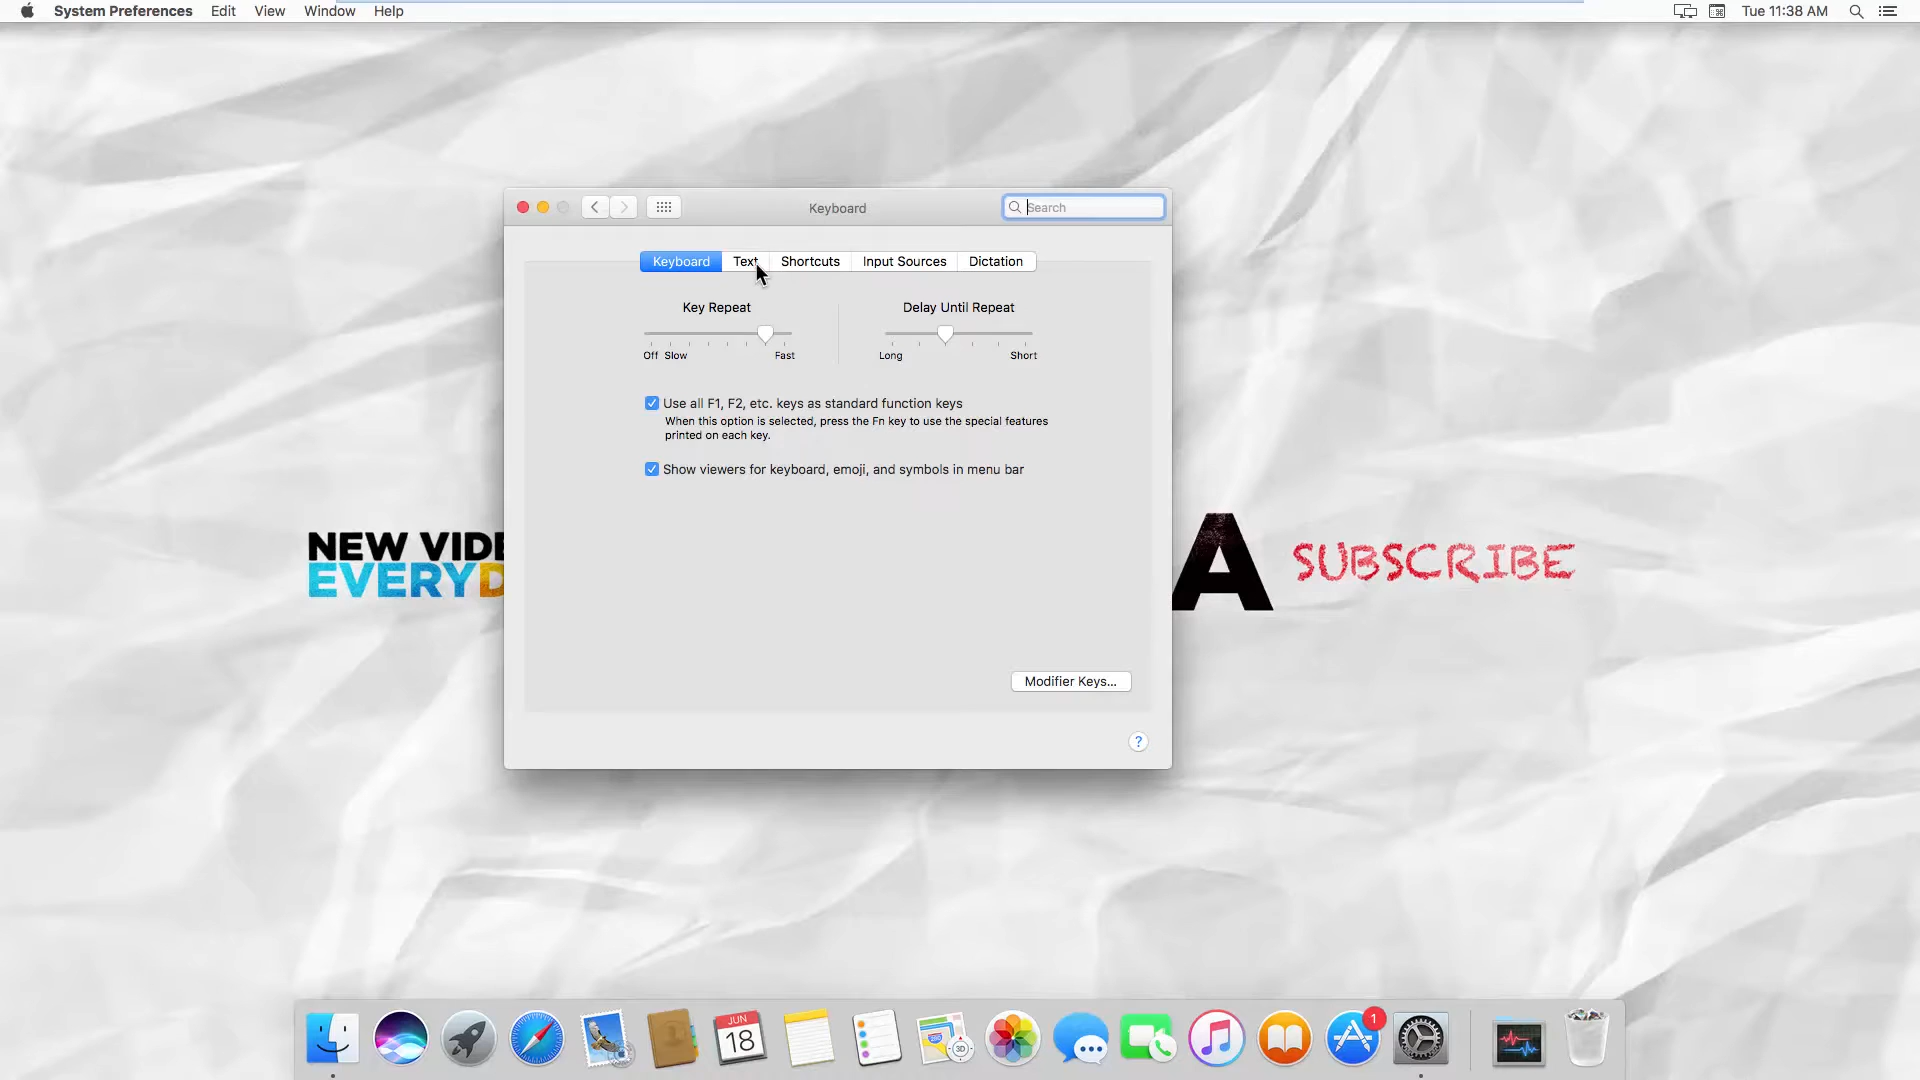 System Preferences Edit View Window Help
Tue 11:38 AM
Keyboard
Search
Keyboard Text Shortcuts Input Sources Dictation
Key Repeat
Delay Until Repeat
Off Slow Fast
Long Short
Use all F1, F2, etc. keys as standard function keys
When this option is selected, press the Fn key to use the special features
printed on each key.
Show viewers for keyboard, emoji, and symbols in menu bar
NEW VIDE
EVERYD
A
SUBSCRIBE
Modifier Keys...
?
JUN
18
3D
1